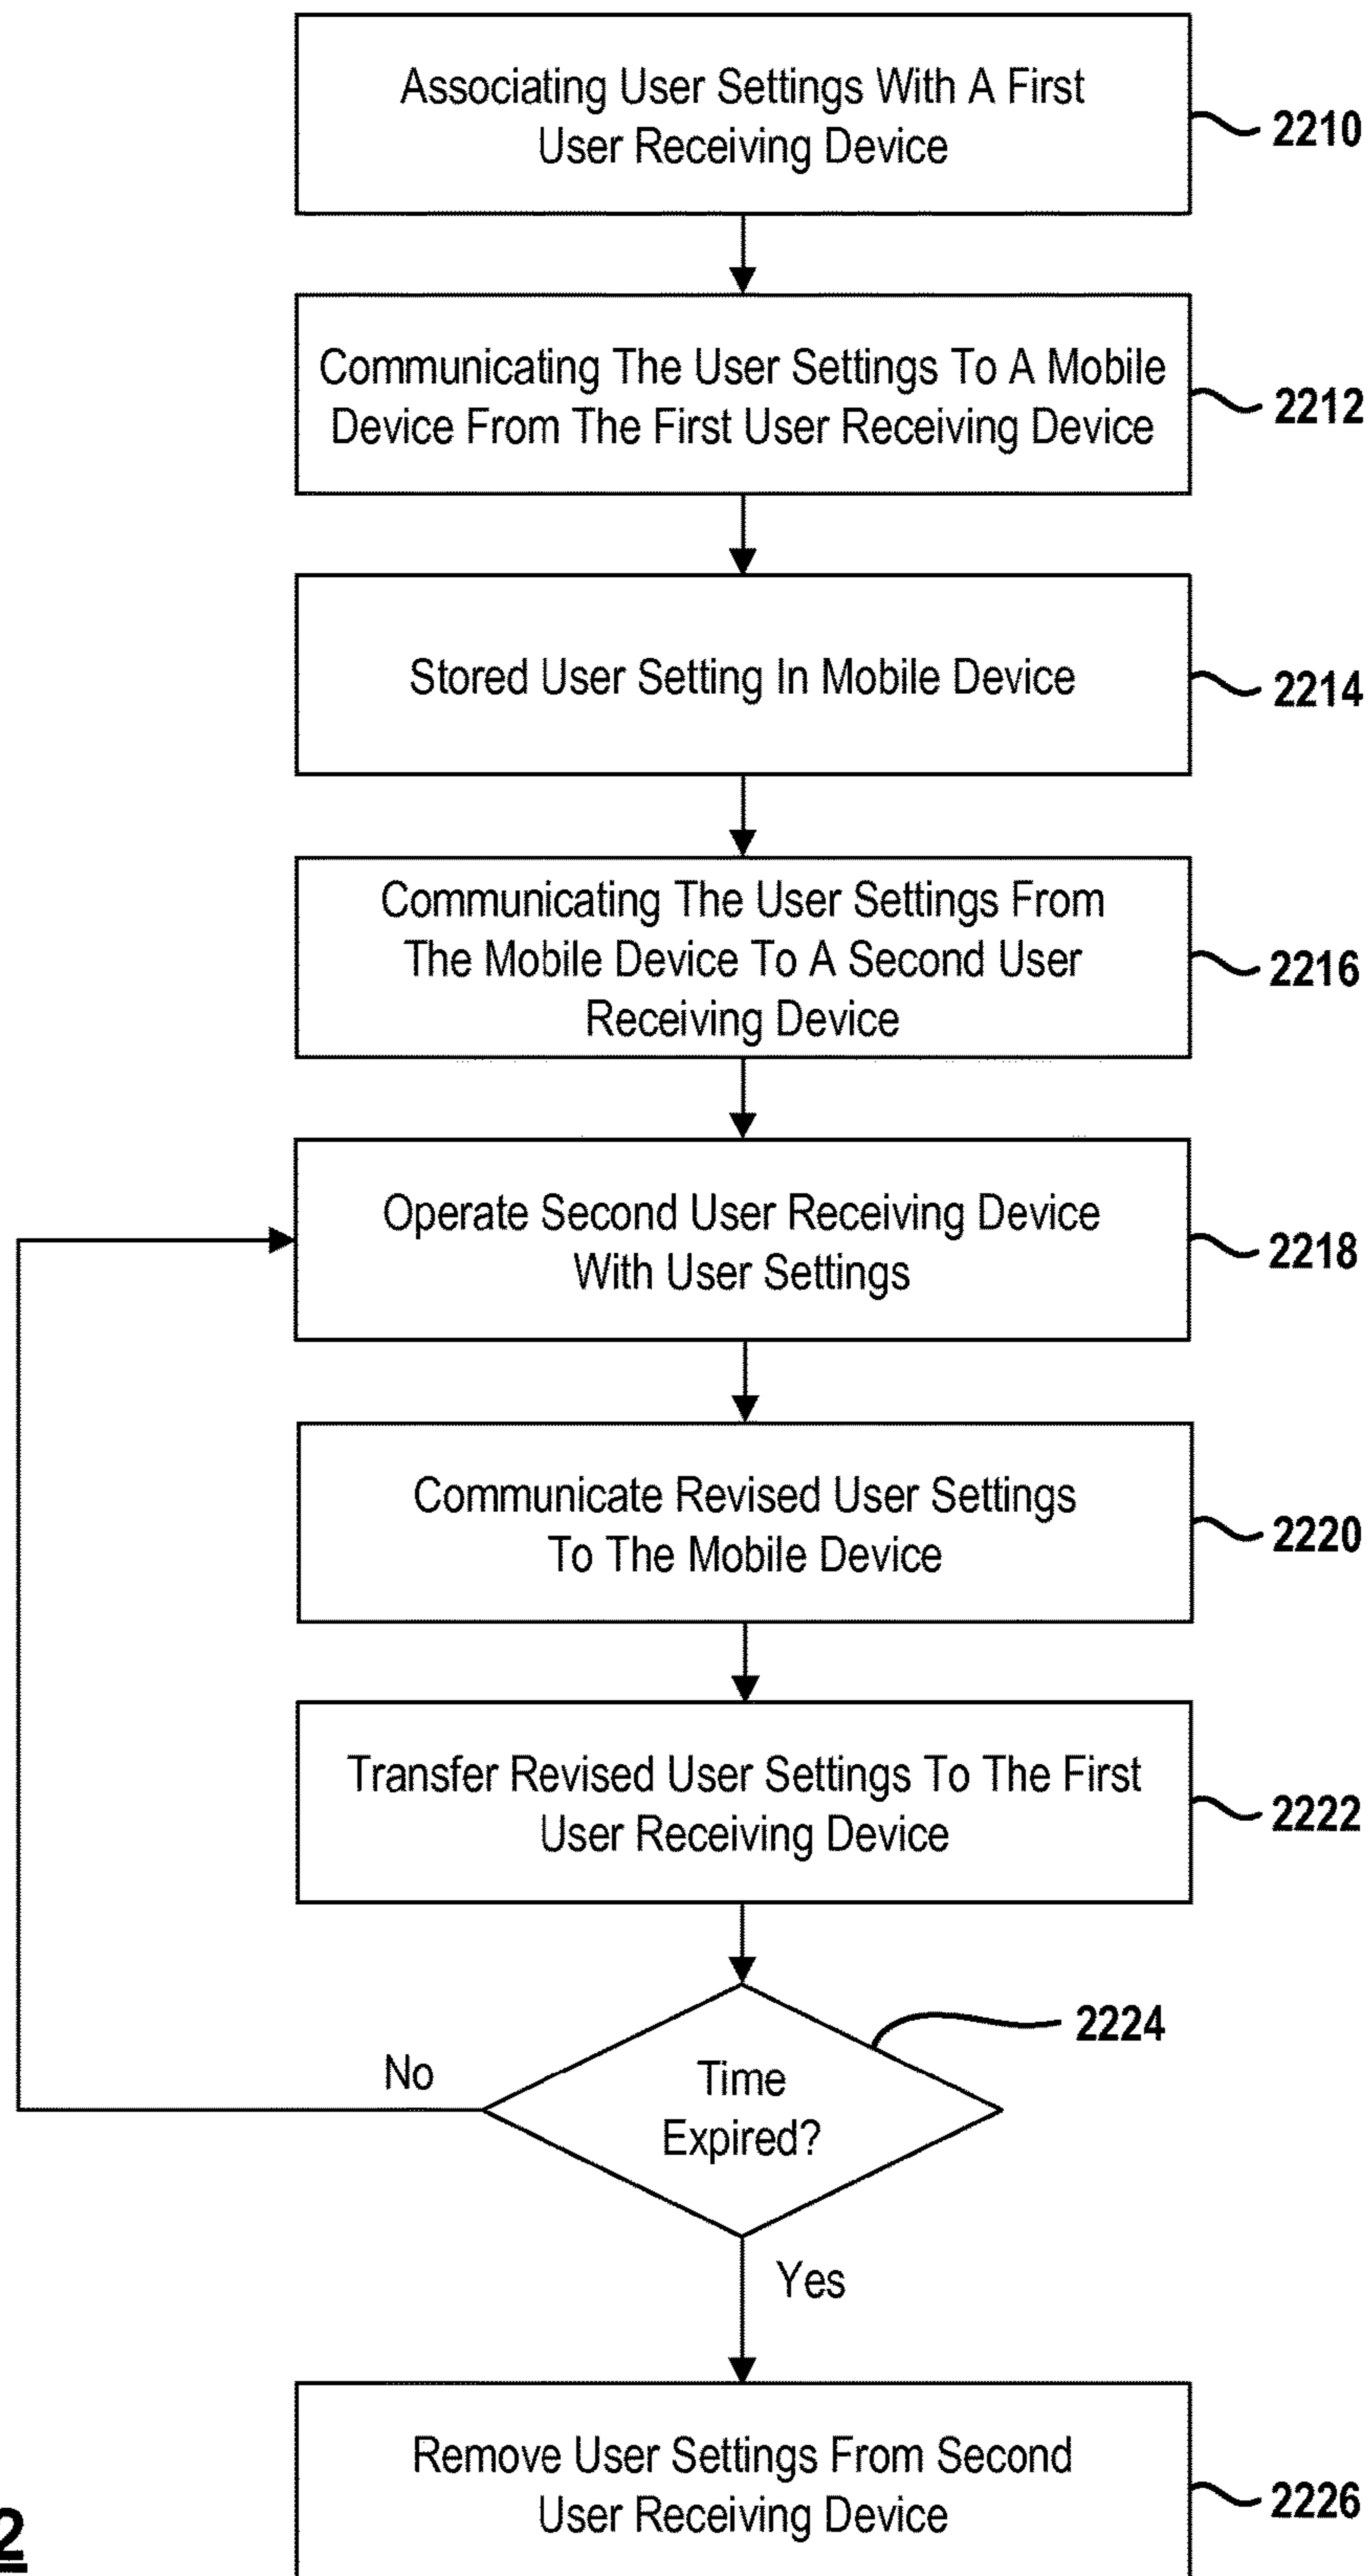 Associating User Settings With A First
User Receiving Device
2210
Communicating The User Settings To A Mobile
Device From The First User Receiving Device
2212
Stored User Setting In Mobile Device
2214
Communicating The User Settings From
The Mobile Device To A Second User
Receiving Device
2216
Operate Second User Receiving Device
With User Settings
2218
Communicate Revised User Settings
To The Mobile Device
2220
Transfer Revised User Settings To The First
User Receiving Device
2222
2224
No
Time
Expired?
Yes
Remove User Settings From Second
User Receiving Device
2226
2